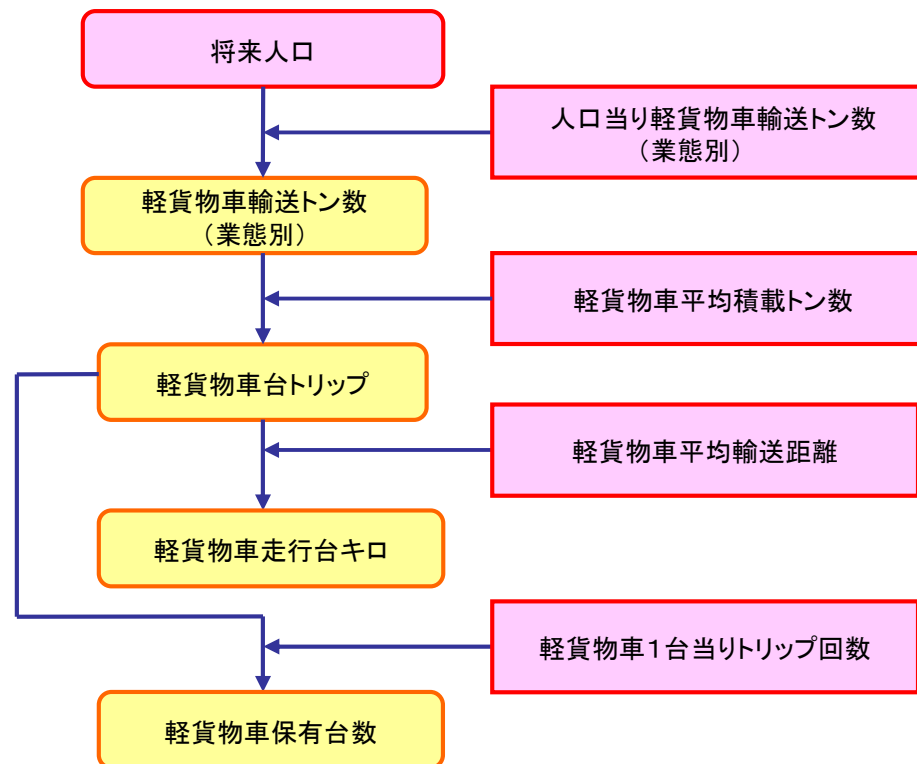 将来人口
人口当り軽貨物車輸送トン数
（業態別）
軽貨物車輸送トン数
（業態別）
軽貨物車平均積載トン数
軽貨物車台トリップ
軽貨物車平均輸送距離
軽貨物車走行台キロ
軽貨物車１台当りトリップ回数
軽貨物車保有台数